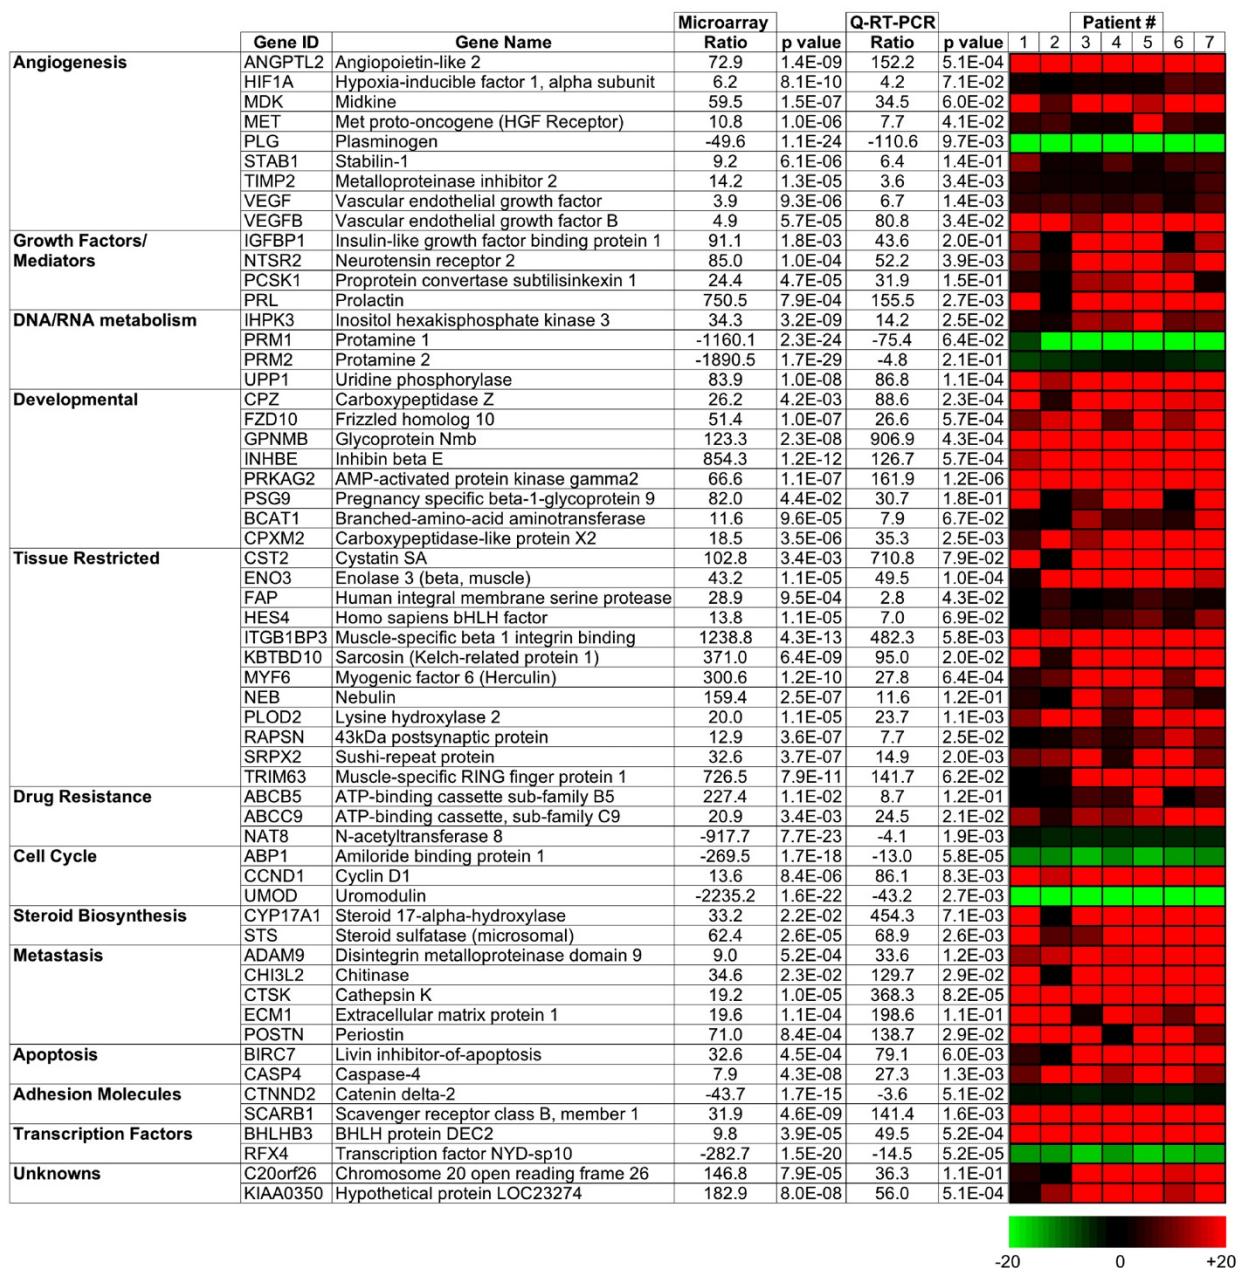 Microarray Q-RT-PCR Patient #
Gene ID Gene Name Ratio p value Ratio p value 1 2 3 4 5 6 7
Angiogenesis ANGPTL2 Angiopoietin-like 2 72.9 1.4E-09 152.2 5.1E-04
HIF1A Hypoxia-inducible factor 1, alpha subunit 6.2 8.1E-10 4.2 7.1E-02
MDK Midkine 59.5 1.5E-07 34.5 6.0E-02
MET Met proto-oncogene (HGF Receptor) 10.8 1.0E-06 7.7 4.1E-02
PLG Plasminogen -49.6 1.1E-24 -110.6 9.7E-03
STAB1 Stabilin-1 9.2 6.1E-06 6.4 1.4E-01
TIMP2 Metalloproteinase inhibitor 2 14.2 1.3E-05 3.6 3.4E-03
VEGF Vascular endothelial growth factor 3.9 9.3E-06 6.7 1.4E-03
VEGFB Vascular endothelial growth factor B 4.9 5.7E-05 80.8 3.4E-02
Growth Factors/ IGFBP1 Insulin-like growth factor binding protein 1 91.1 1.8E-03 43.6 2.0E-01
Mediators NTSR2 Neurotensin receptor 2 85.0 1.0E-04 52.2 3.9E-03
PCSK1 Proprotein convertase subtilisinkexin 1 24.4 4.7E-05 31.9 1.5E-01
PRL Prolactin 750.5 7.9E-04 155.5 2.7E-03
DNA/RNA metabolism IHPK3 Inositol hexakisphosphate kinase 3 34.3 3.2E-09 14.2 2.5E-02
PRM1 Protamine 1 -1160.1 2.3E-24 -75.4 6.4E-02
PRM2 Protamine 2 -1890.5 1.7E-29 -4.8 2.1E-01
UPP1 Uridine phosphorylase 83.9 1.0E-08 86.8 1.1E-04
Developmental CPZ Carboxypeptidase Z 26.2 4.2E-03 88.6 2.3E-04
FZD10 Frizzled homolog 10 51.4 1.0E-07 26.6 5.7E-04
GPNMB Glycoprotein Nmb 123.3 2.3E-08 906.9 4.3E-04
INHBE Inhibin beta E 854.3 1.2E-12 126.7 5.7E-04
PRKAG2 AMP-activated protein kinase gamma2 66.6 1.1E-07 161.9 1.2E-06
PSG9 Pregnancy specific beta-1-glycoprotein 9 82.0 4.4E-02 30.7 1.8E-01
BCAT1 Branched-amino-acid aminotransferase 11.6 9.6E-05 7.9 6.7E-02
CPXM2 Carboxypeptidase-like protein X2 18.5 3.5E-06 35.3 2.5E-03
Tissue Restricted CST2 Cystatin SA 102.8 3.4E-03 710.8 7.9E-02
ENO3 Enolase 3 (beta, muscle) 43.2 1.1E-05 49.5 1.0E-04
FAP Human integral membrane serine protease 28.9 9.5E-04 2.8 4.3E-02
HES4 Homo sapiens bHLH factor 13.8 1.1E-05 7.0 6.9E-02
ITGB1BP3 Muscle-specific beta 1 integrin binding 1238.8 4.3E-13 482.3 5.8E-03
KBTBD10 Sarcosin (Kelch-related protein 1) 371.0 6.4E-09 95.0 2.0E-02
MYF6 Myogenic factor 6 (Herculin) 300.6 1.2E-10 27.8 6.4E-04
NEB Nebulin 159.4 2.5E-07 11.6 1.2E-01
PLOD2 Lysine hydroxylase 2 20.0 1.1E-05 23.7 1.1E-03
RAPSN 43kDa postsynaptic protein 12.9 3.6E-07 7.7 2.5E-02
SRPX2 Sushi-repeat protein 32.6 3.7E-07 14.9 2.0E-03
TRIM63 Muscle-specific RING finger protein 1 726.5 7.9E-11 141.7 6.2E-02
Drug Resistance ABCB5 ATP-binding cassette sub-family B5 227.4 1.1E-02 8.7 1.2E-01
ABCC9 ATP-binding cassette, sub-family C9 20.9 3.4E-03 24.5 2.1E-02
NAT8 N-acetyltransferase 8 -917.7 7.7E-23 -4.1 1.9E-03
Cell Cycle ABP1 Amiloride binding protein 1 -269.5 1.7E-18 -13.0 5.8E-05
CCND1 Cyclin D1 13.6 8.4E-06 86.1 8.3E-03
UMOD Uromodulin -2235.2 1.6E-22 -43.2 2.7E-03
Steroid Biosynthesis CYP17A1 Steroid 17-alpha-hydroxylase 33.2 2.2E-02 454.3 7.1E-03
STS Steroid sulfatase (microsomal) 62.4 2.6E-05 68.9 2.6E-03
Metastasis ADAM9 Disintegrin metalloproteinase domain 9 9.0 5.2E-04 33.6 1.2E-03
CHI3L2 Chitinase 34.6 2.3E-02 129.7 2.9E-02
CTSK Cathepsin K 19.2 1.0E-05 368.3 8.2E-05
ECM1 Extracellular matrix protein 1 19.6 1.1E-04 198.6 1.1E-01
POSTN Periostin 71.0 8.4E-04 138.7 2.9E-02
Apoptosis BIRC7 Livin inhibitor-of-apoptosis 32.6 4.5E-04 79.1 6.0E-03
CASP4 Caspase-4 7.9 4.3E-08 27.3 1.3E-03
Adhesion Molecules CTNND2 Catenin delta-2 -43.7 1.7E-15 -3.6 5.1E-02
SCARB1 Scavenger receptor class B, member 1 31.9 4.6E-09 141.4 1.6E-03
Transcription Factors BHLHB3 BHLH protein DEC2 9.8 3.9E-05 49.5 5.2E-04
RFX4 Transcription factor NYD-sp10 -282.7 1.5E-20 -14.5 5.2E-05
Unknowns C20orf26 Chromosome 20 open reading frame 26 146.8 7.9E-05 36.3 1.1E-01
KIAA0350 Hypothetical protein LOC23274 182.9 8.0E-08 56.0 5.1E-04
-20 0 +20